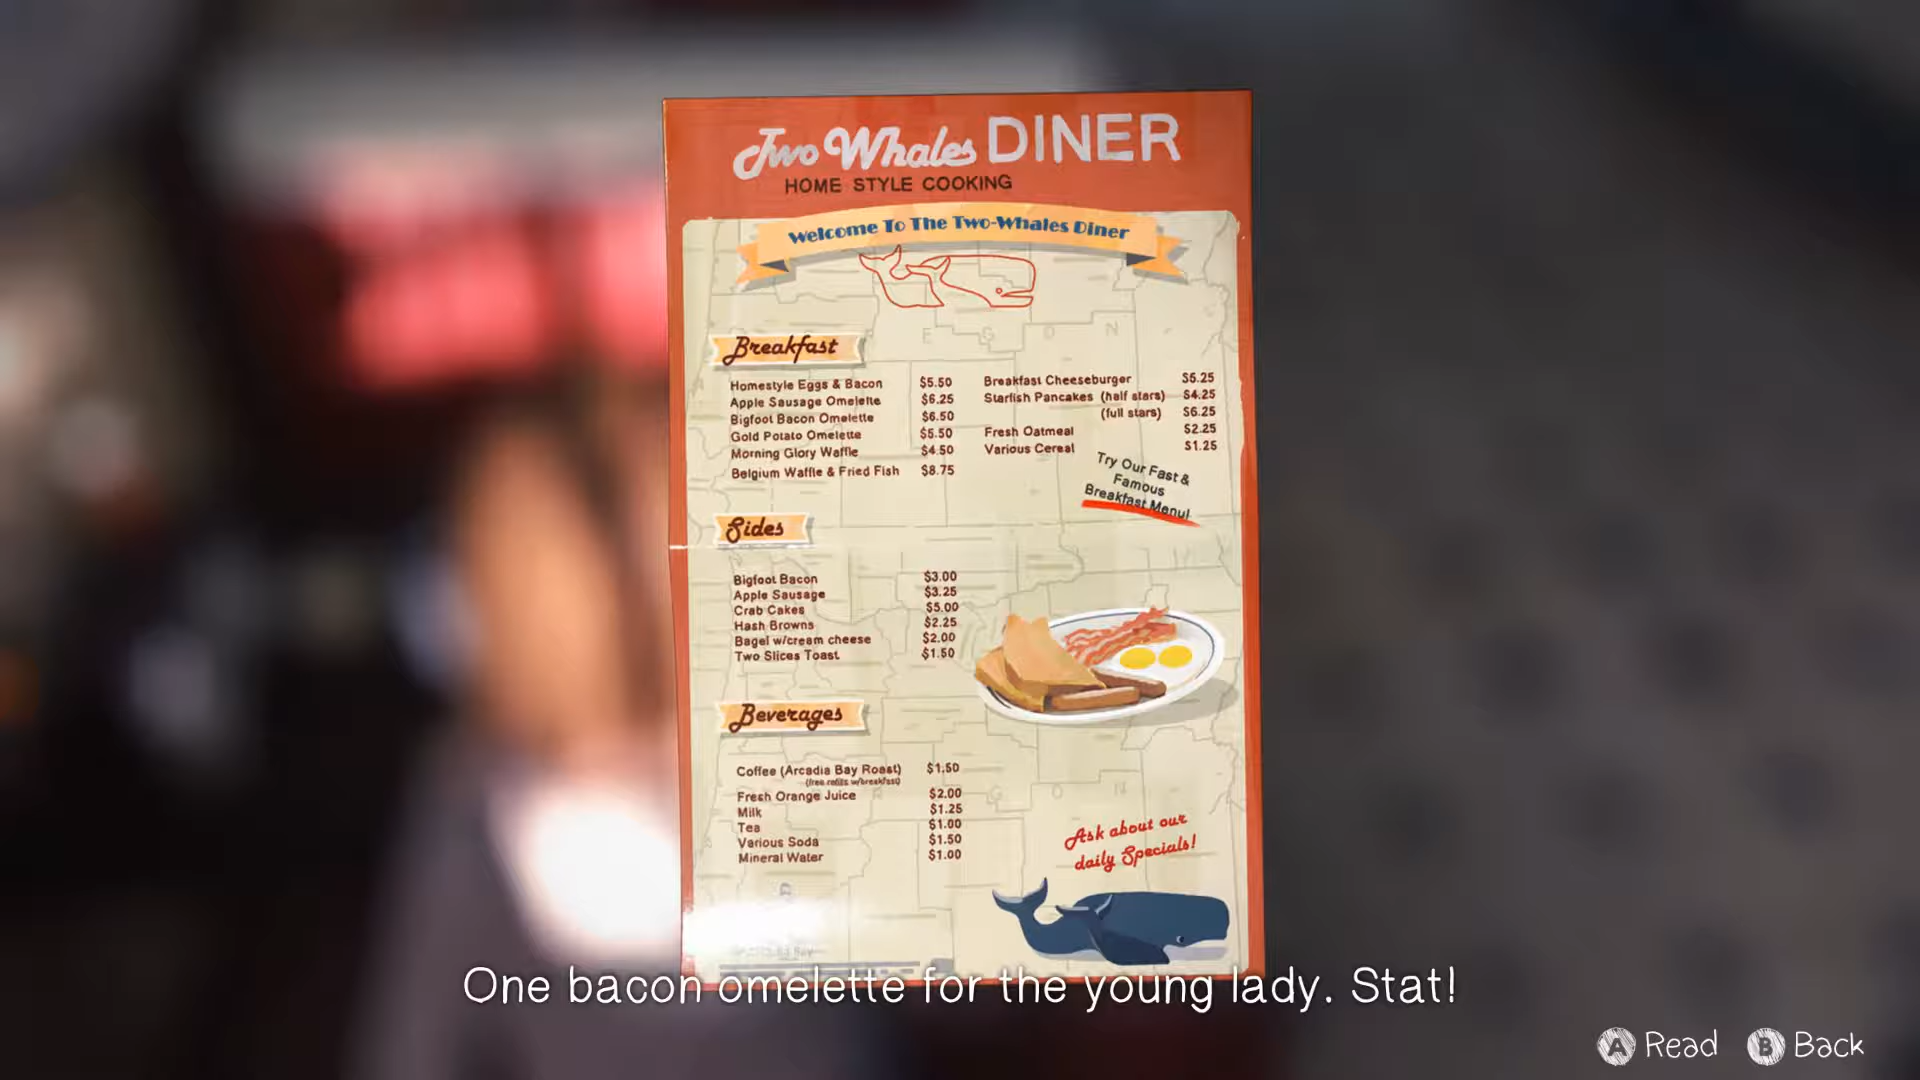 Two Whales DINER
HOME STYLE COOKING
Welcome To The Two-Whales Diner
E G O N
Breakfast
Homestyle Eggs & Bacon $5.50
Apple Sausage Omelette $6.25
Bigfoot Bacon Omelette $6.50
Gold Potato Omelette $5.50
Morning Glory Waffle $4.50
Belgium Waffle & Fried Fish $8.75
Breakfast Cheeseburger $5.25
Starfish Pancakes (half stars) $4.25
(full stars) $6.25
Fresh Oatmeal $2.25
Various Cereal $1.25
Try Our Fast &
Famous
Breakfast Menu!
Sides
Bigfoot Bacon $3.00
Apple Sausage $3.25
Crab Cakes $5.00
Hash Browns $2.25
Bagel w/cream cheese $2.00
Two Slices Toast $1.50
Beverages
Coffee (Arcadia Bay Roast) $1.50
(free refills w/breakfast)
Fresh Orange Juice $2.00
Milk $1.25
Tea $1.00
Various Soda $1.50
Mineral Water $1.00
G O N
Ask about our
daily Specials!
One bacon omelette for the young lady. Stat!
A Read B Back